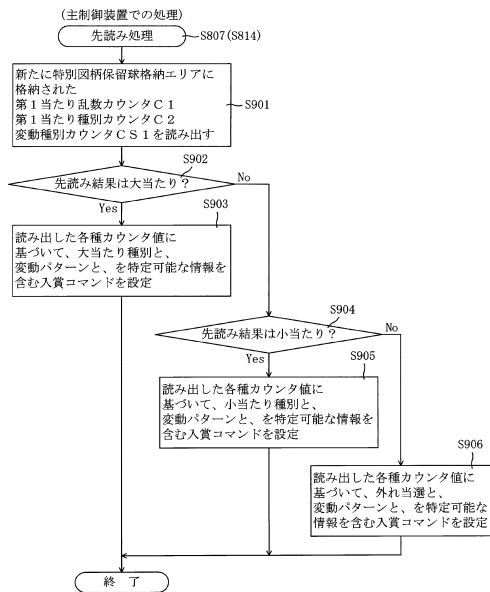 (主制御装置での処理)
先読み処理
S807(S814)
新たに特別図柄保留球格納エリアに
格納された
第1当たり乱数カウンタC1
第1当たり種別カウンタC2
変動種別カウンタCS1を読み出す
S901
S902
先読み結果は大当たり?
No
Yes
S903
読み出した各種カウンタ値に
基づいて、大当たり種別と、
変動パターンと、を特定可能な情報を
含む入賞コマンドを設定
S904
先読み結果は小当たり?
No
Yes
S905
読み出した各種カウンタ値に
基づいて、小当たり種別と、
変動パターンと、を特定可能な情報を
含む入賞コマンドを設定
S906
読み出した各種カウンタ値に
基づいて、外れ当選と、
変動パターンと、を特定可能な
情報を含む入賞コマンドを設定
終 了